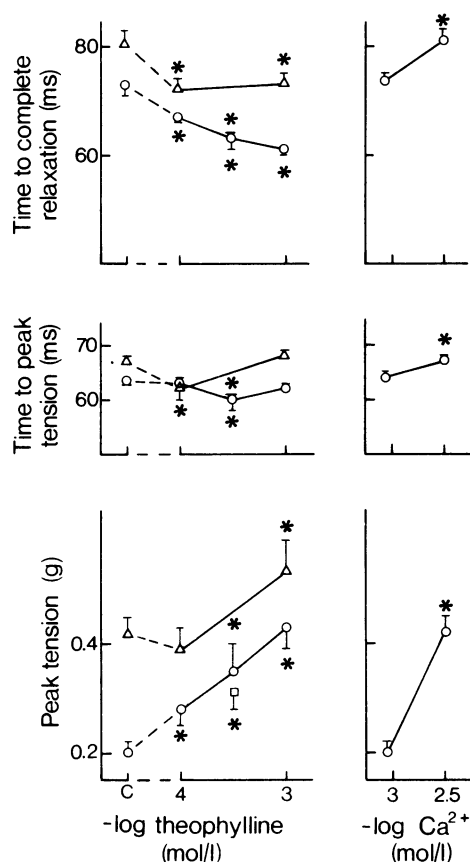 Time to complete
relaxation (ms)
80
60
*
*
*
*
*
*
*
Time to peak
tension (ms)
70
60
*
*
*
*
Peak tension (g)
0.4
0.2
*
*
*
*
*
*
C 4 3
-log theophylline
(mol/l)
3 2.5
-log Ca2+
(mol/l)